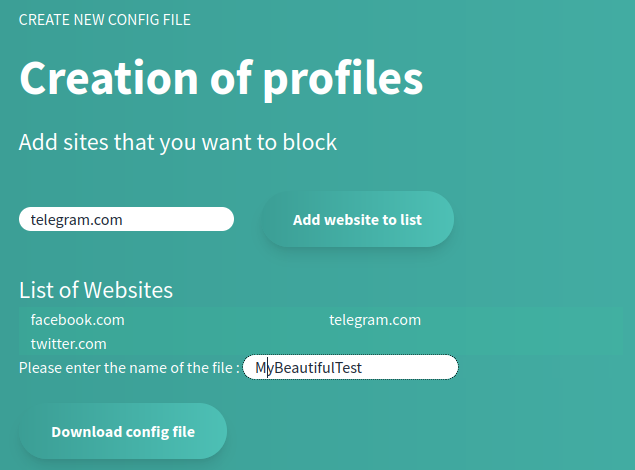 CREATE NEW CONFIG FILE
Creation of profiles
Add sites that you want to block
telegram.com Add website to list
List of Websites
facebook.com telegram.com
twitter.com
Please enter the name of the file : MyBeautifulTest
Download config file